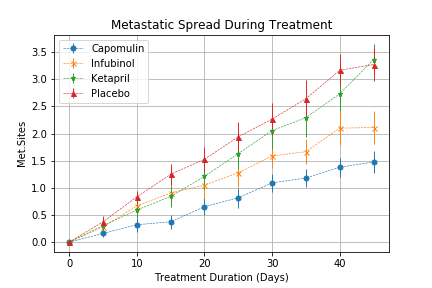 Metastatic Spread During Treatment
Capomulin
Infubinol
Ketapril
Placebo
Met.Sites
3.5
3.0
2.5
2.0
1.5
1.0
0.5
0.0
0 10 20 30 40
Treatment Duration (Days)